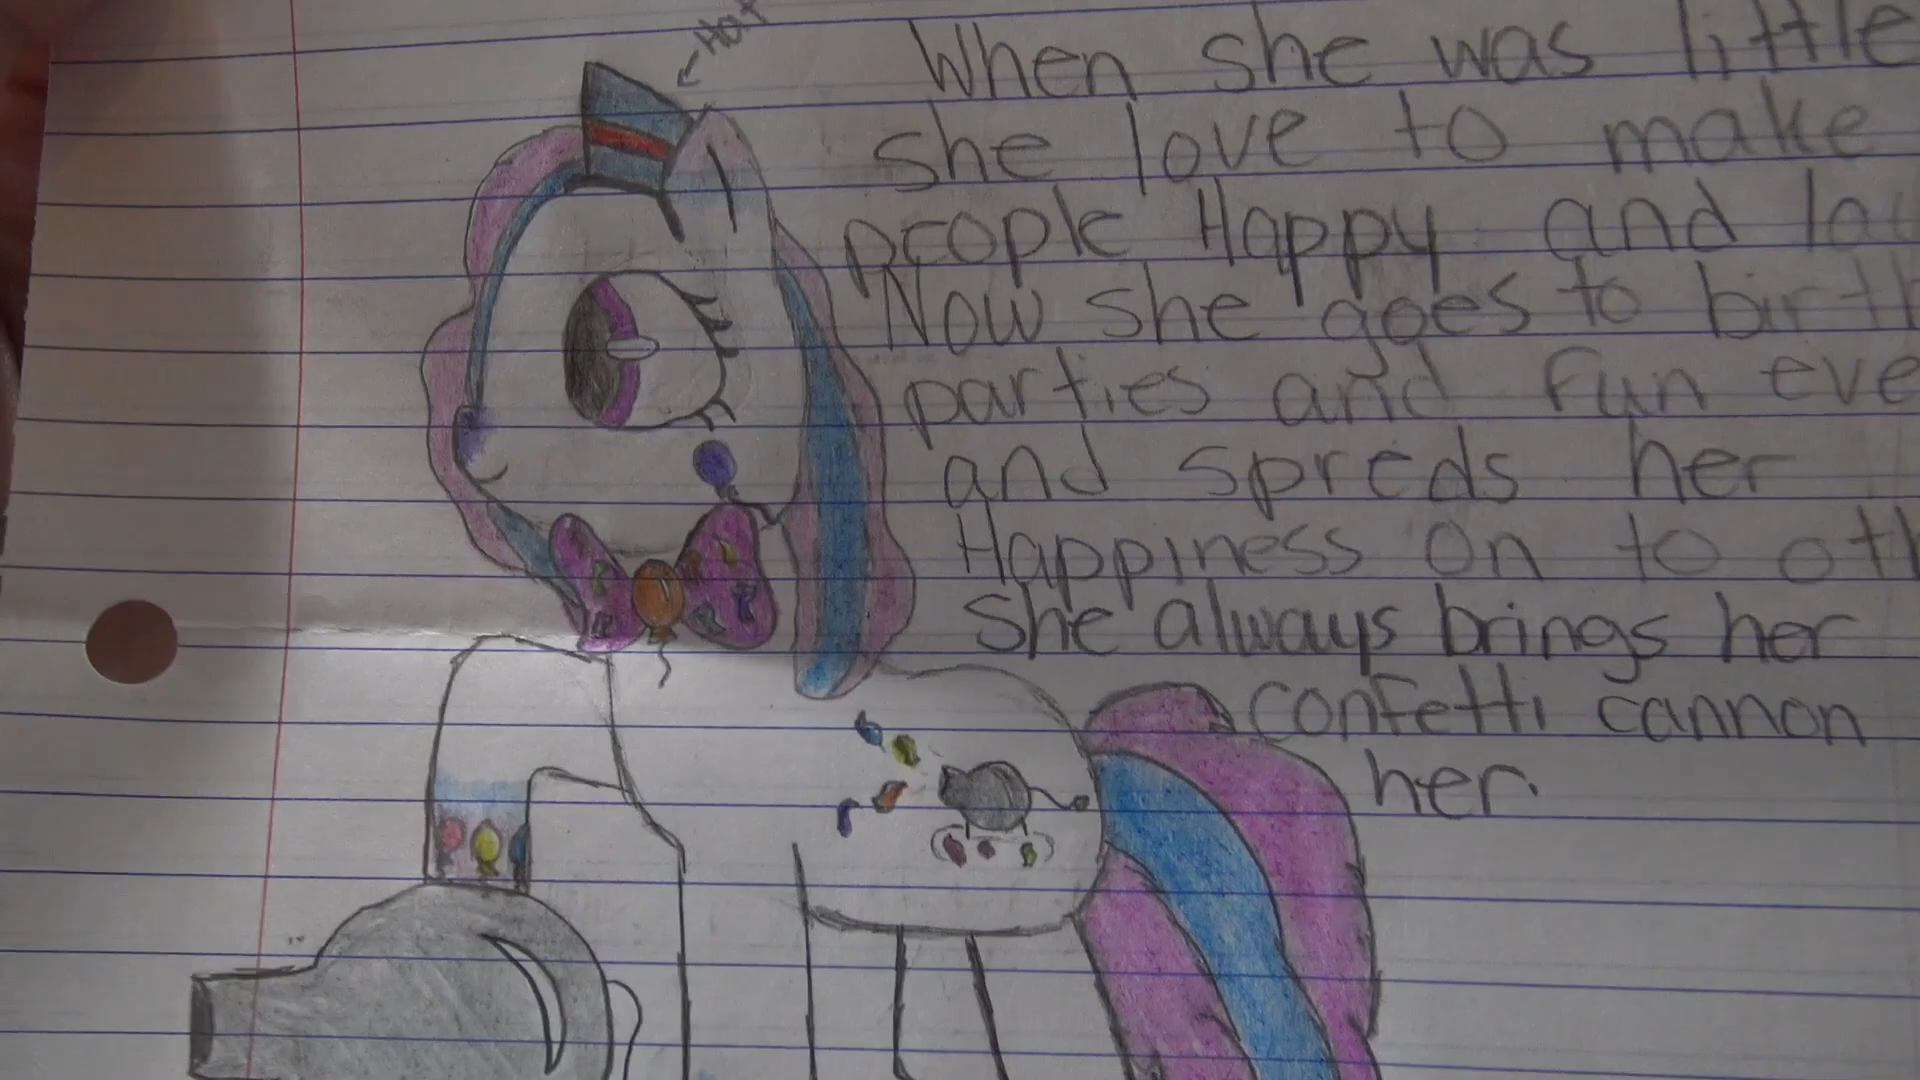 Hat
When she was little
she love to make
people Happy and
Now she goes to
parties and fun
and spreds her
Happiness on to
She always brings her
confetti cannon
her.